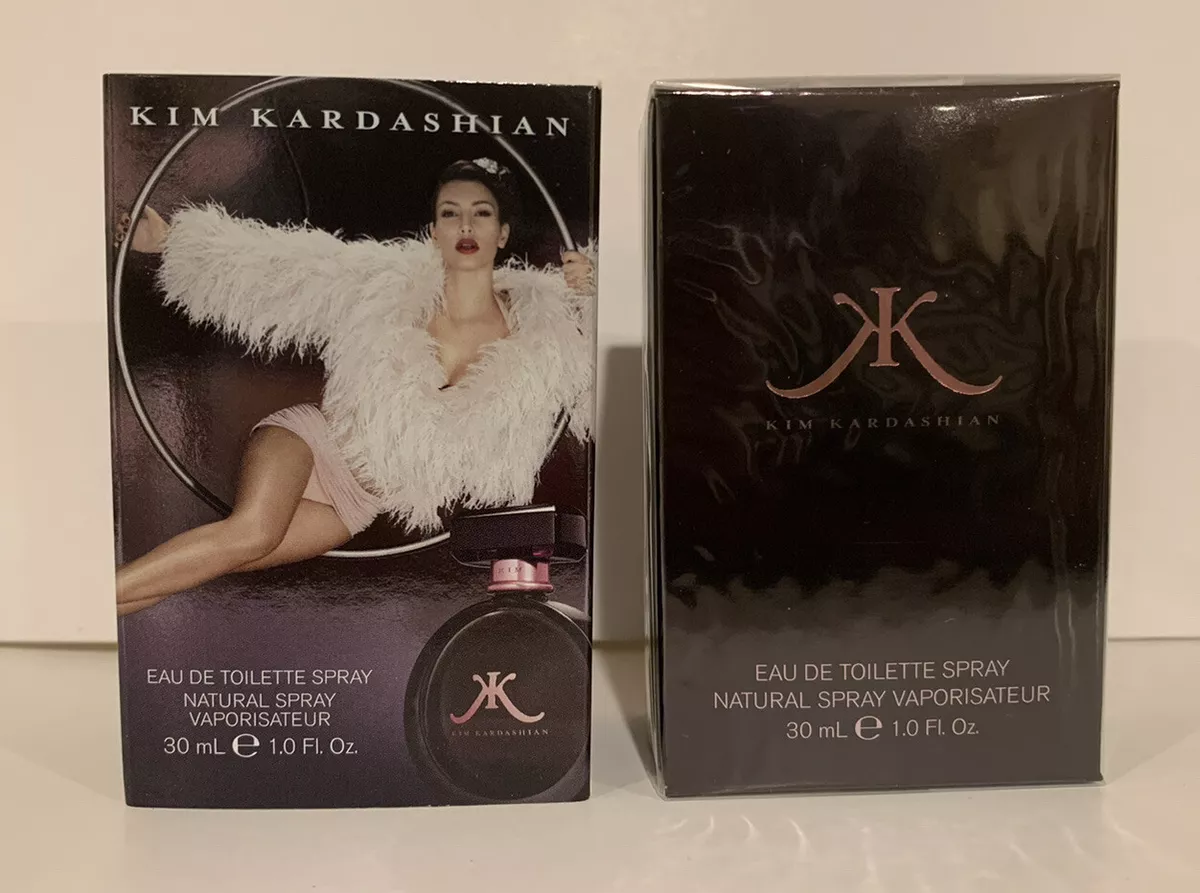 KIM KARDASHIAN
KIM
EAU DE TOILETTE SPRAY
NATURAL SPRAY
VAPORISATEUR
30 mL ℮ 1.0 Fl. Oz.
KK
KIM KARDASHIAN
KK
KIM KARDASHIAN
EAU DE TOILETTE SPRAY
NATURAL SPRAY VAPORISATEUR
30 mL ℮ 1.0 Fl. Oz.